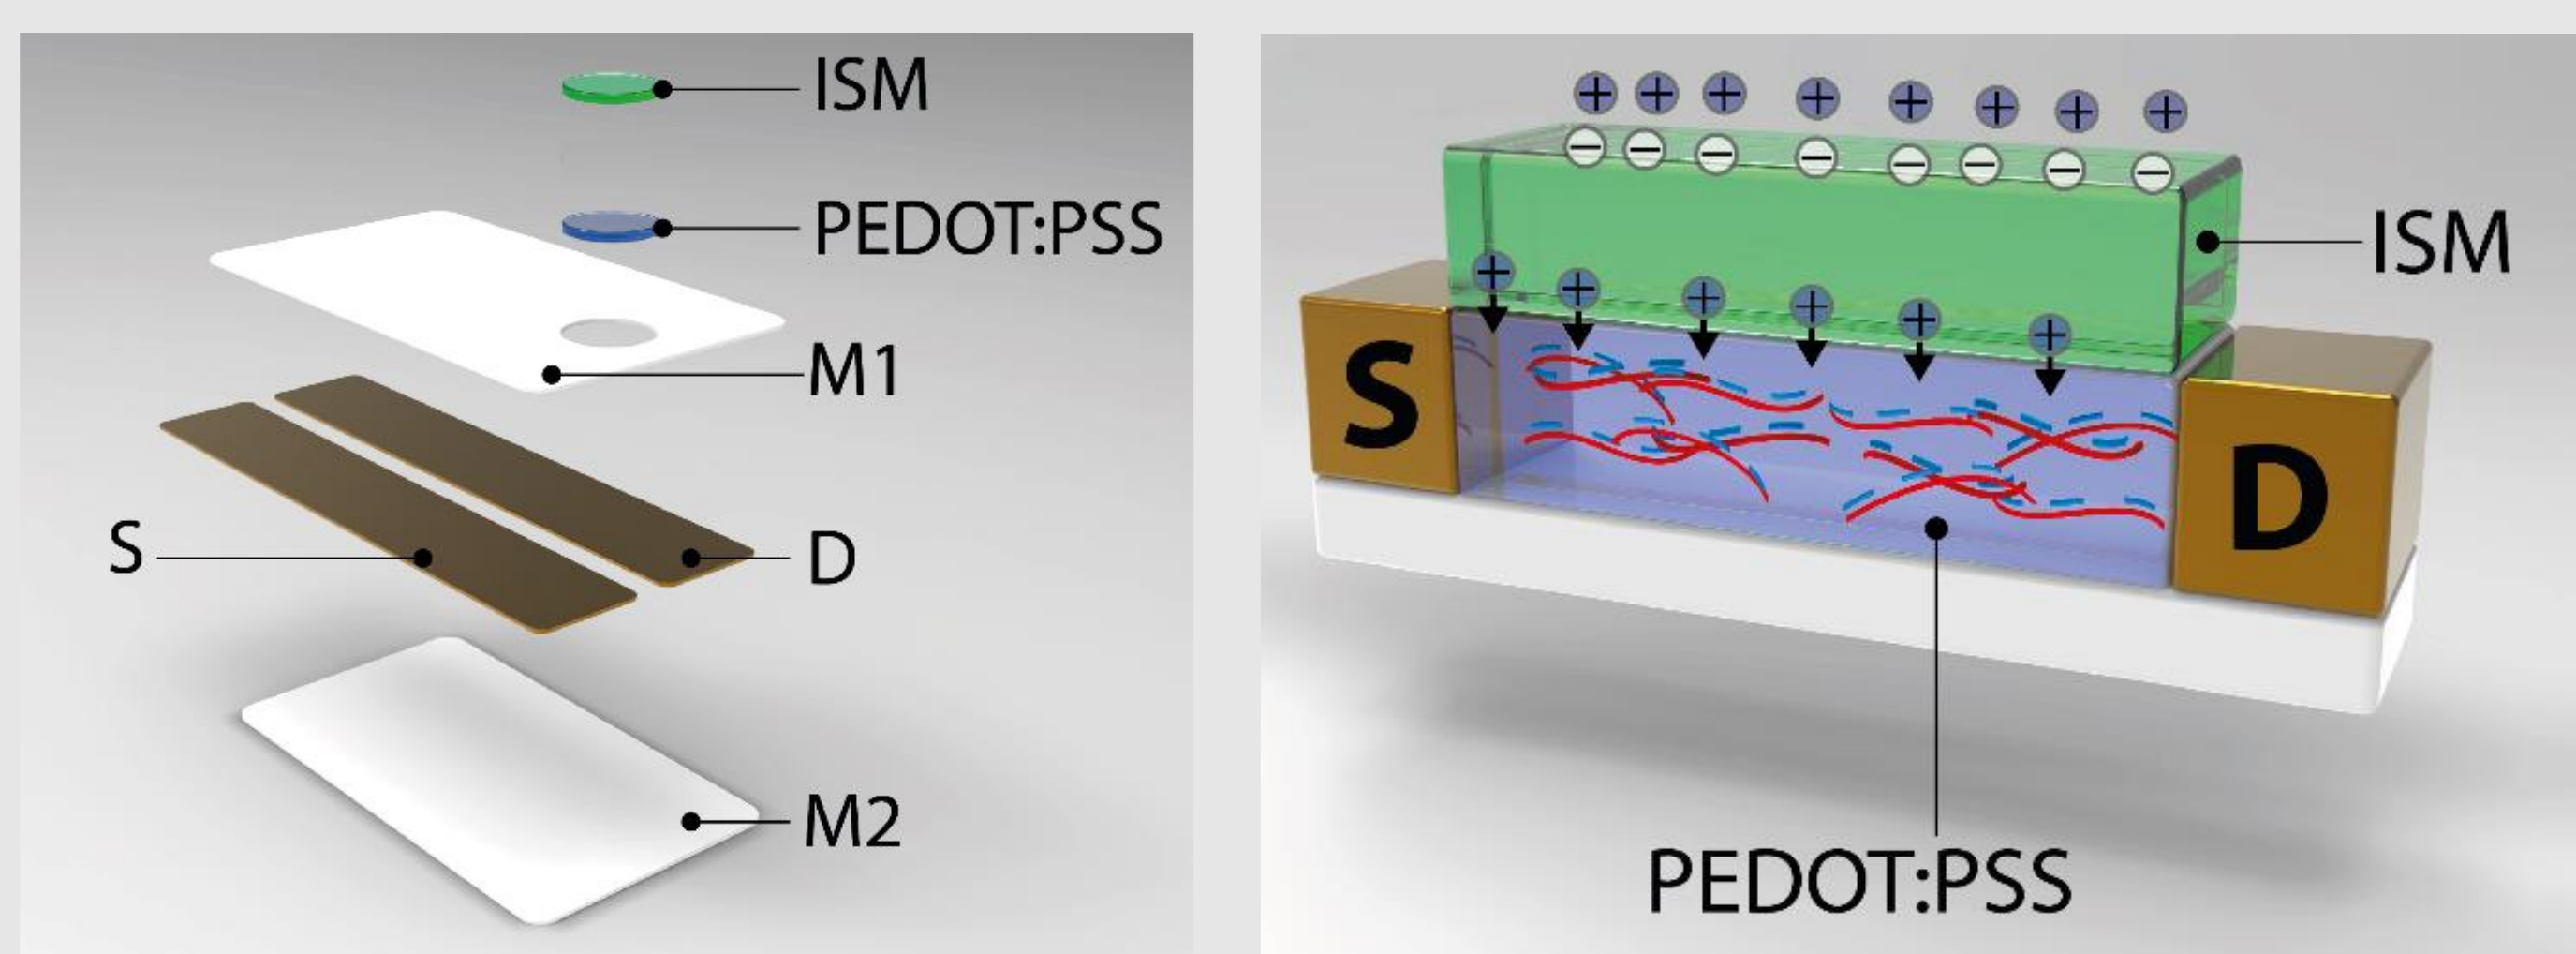 ISM
PEDOT:PSS
M1
S
D
M2
+ + + + + + + +
− − − − − − − −
ISM
+ + + + + +
S
D
PEDOT:PSS